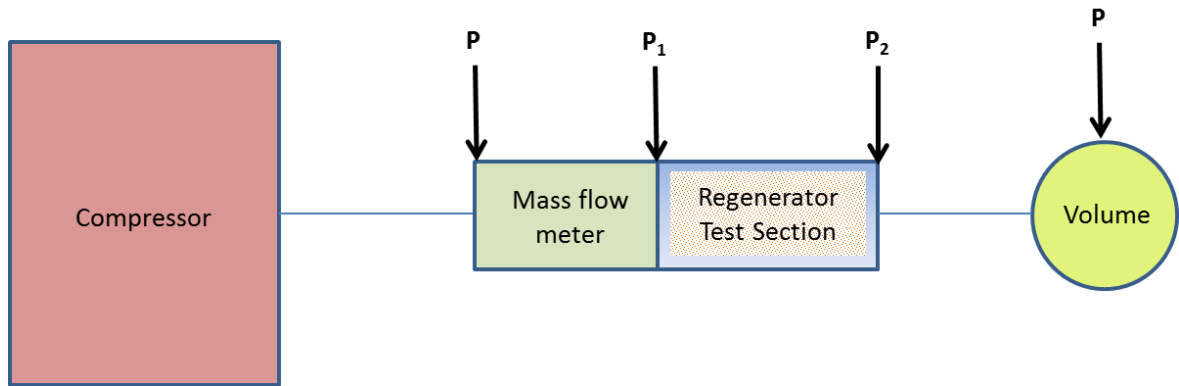 P
P
P₁
P₂
Compressor
Mass flow
meter
Regenerator
Test Section
Volume